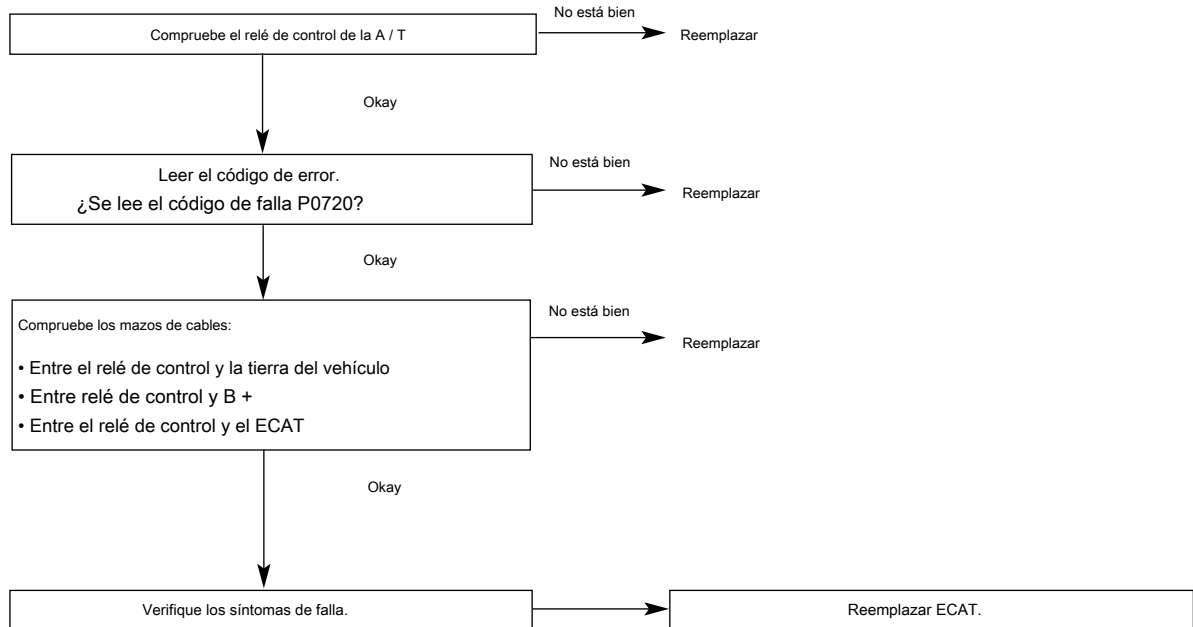 No está bien
Compruebe el relé de control de la A / T
Reemplazar
Okay
Leer el código de error.
¿Se lee el código de falla P0720?
No está bien
Reemplazar
Okay
Compruebe los mazos de cables:
• Entre el relé de control y la tierra del vehículo
• Entre relé de control y B +
• Entre el relé de control y el ECAT
No está bien
Reemplazar
Okay
Verifique los síntomas de falla.
Reemplazar ECAT.